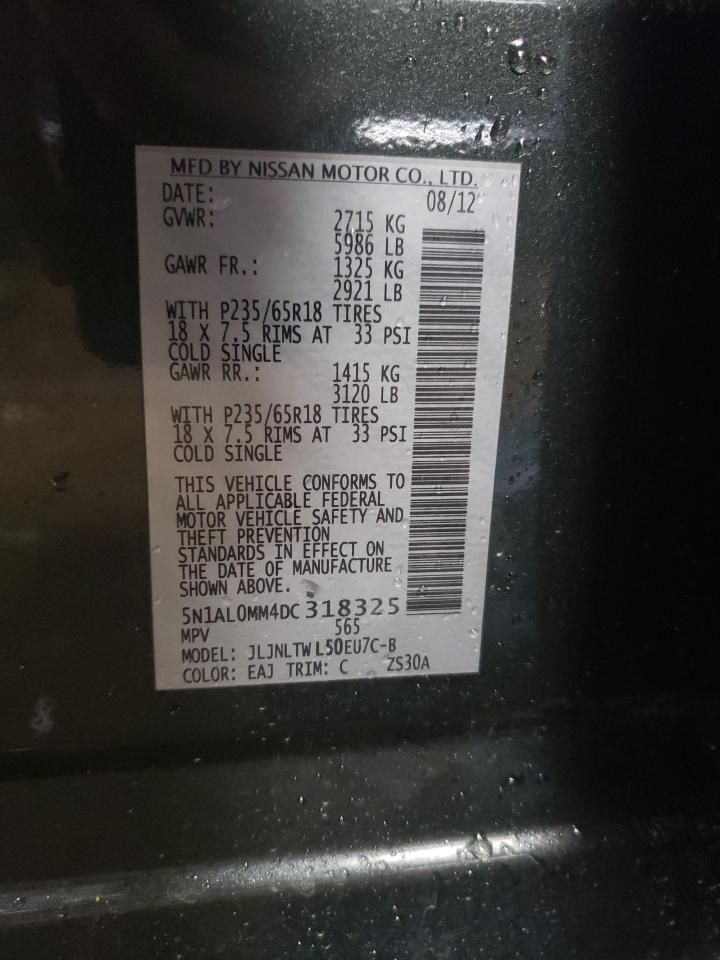 MFD BY NISSAN MOTOR CO., LTD.
DATE: 08/12
GVWR: 2715 KG
5986 LB
GAWR FR.: 1325 KG
2921 LB
WITH P235/65R18 TIRES
18 X 7.5 RIMS AT 33 PSI
COLD SINGLE
GAWR RR.: 1415 KG
3120 LB
WITH P235/65R18 TIRES
18 X 7.5 RIMS AT 33 PSI
COLD SINGLE
THIS VEHICLE CONFORMS TO
ALL APPLICABLE FEDERAL
MOTOR VEHICLE SAFETY AND
THEFT PREVENTION
STANDARDS IN EFFECT ON
THE DATE OF MANUFACTURE
SHOWN ABOVE.
5N1AL0MM4DC 318325
MPV 565
MODEL: JLJNLTW L50EU7C-B
COLOR: EAJ TRIM: C ZS30A